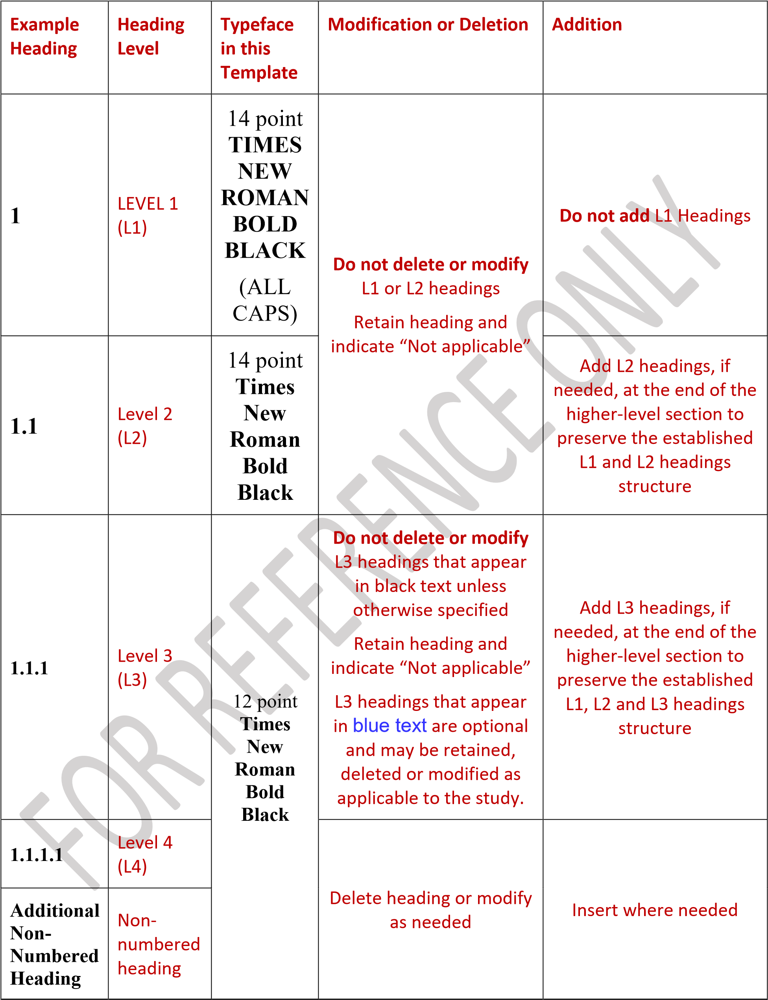 Example
Heading
Heading
Level
Typeface
in this
Template
Modification or Deletion
Addition
1
LEVEL 1
(L1)
14 point
TIMES
NEW
ROMAN
BOLD
BLACK
(ALL
CAPS)
Do not delete or modify
L1 or L2 headings
Retain heading and
indicate “Not applicable”
Do not add L1 Headings
1.1
Level 2
(L2)
14 point
Times
New
Roman
Bold
Black
Add L2 headings, if
needed, at the end of the
higher-level section to
preserve the established
L1 and L2 headings
structure
1.1.1
Level 3
(L3)
12 point
Times
New
Roman
Bold
Black
Do not delete or modify
L3 headings that appear
in black text unless
otherwise specified
Retain heading and
indicate “Not applicable”
L3 headings that appear
in blue text are optional
and may be retained,
deleted or modified as
applicable to the study.
Add L3 headings, if
needed, at the end of the
higher-level section to
preserve the established
L1, L2 and L3 headings
structure
1.1.1.1
Level 4
(L4)
Delete heading or modify
as needed
Insert where needed
Additional
Non-
Numbered
Heading
Non-
numbered
heading
FOR REFERENCE ONLY